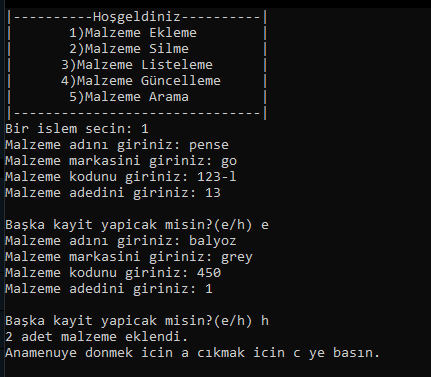 |----------Hoşgeldiniz----------|
|       1)Malzeme Ekleme        |
|       2)Malzeme Silme         |
|      3)Malzeme Listeleme      |
|      4)Malzeme Güncelleme     |
|       5)Malzeme Arama         |
|-------------------------------|
Bir islem secin: 1
Malzeme adını giriniz: pense
Malzeme markasini giriniz: go
Malzeme kodunu giriniz: 123-l
Malzeme adedini giriniz: 13
Başka kayit yapicak misin?(e/h) e
Malzeme adını giriniz: balyoz
Malzeme markasini giriniz: grey
Malzeme kodunu giriniz: 450
Malzeme adedini giriniz: 1
Başka kayit yapicak misin?(e/h) h
2 adet malzeme eklendi.
Anamenuye donmek icin a cıkmak icin c ye basın.